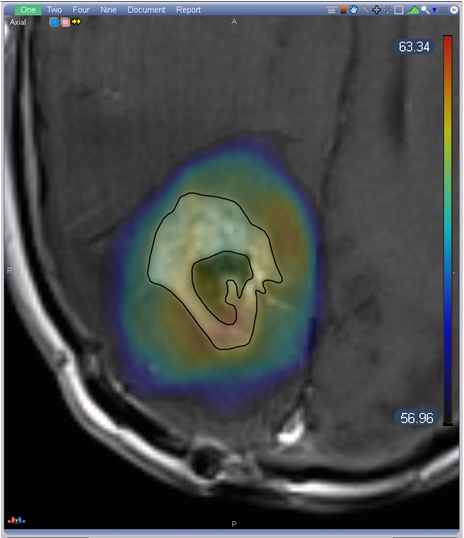 One Two Four Nine Document Report
Axial
A
63.34
R
56.96
P